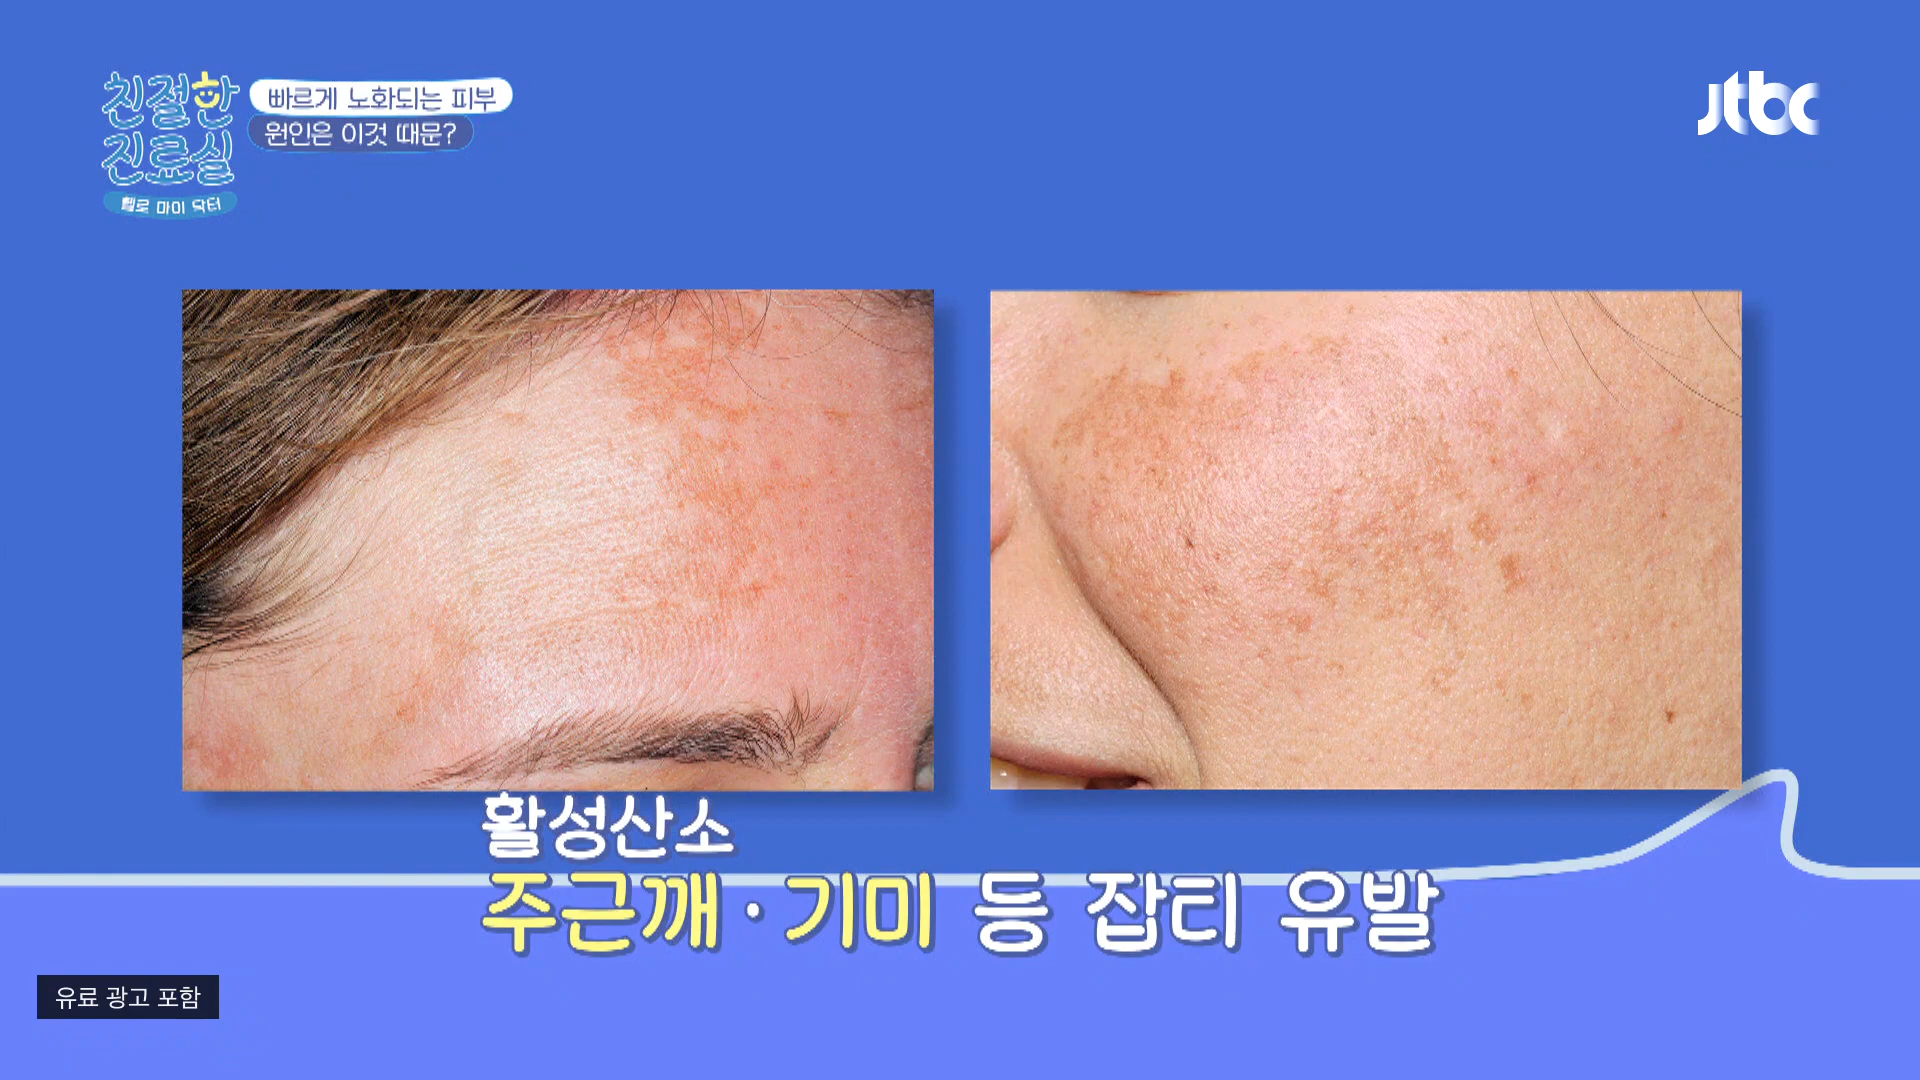 친절한
진료실
헬로 마이 닥터
빠르게 노화되는 피부
원인은 이것 때문?
jtbc
활성산소
주근깨·기미 등 잡티 유발
유료 광고 포함